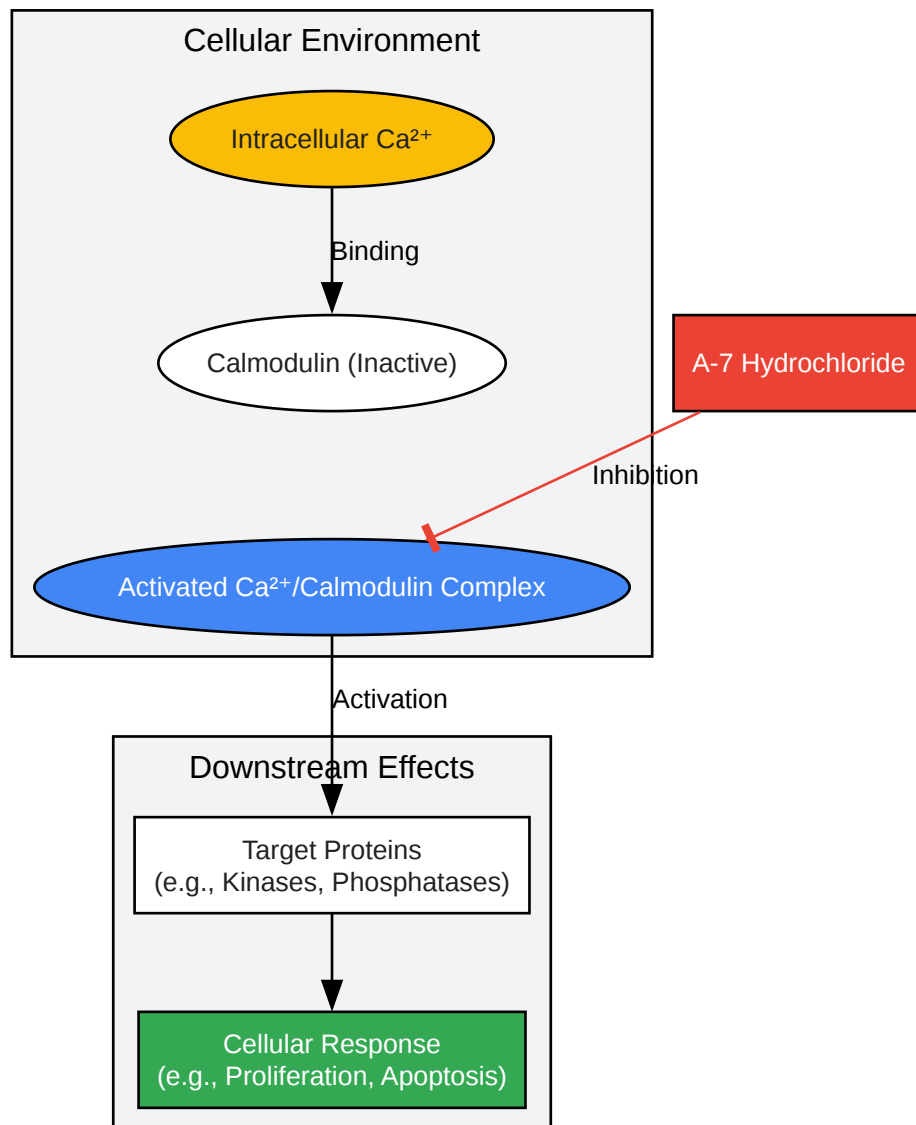 Cellular Environment
Intracellular Ca²⁺
Binding
Calmodulin (Inactive)
A-7 Hydrochloride
Inhibition
Activated Ca²⁺/Calmodulin Complex
Activation
Downstream Effects
Target Proteins
(e.g., Kinases, Phosphatases)
Cellular Response
(e.g., Proliferation, Apoptosis)